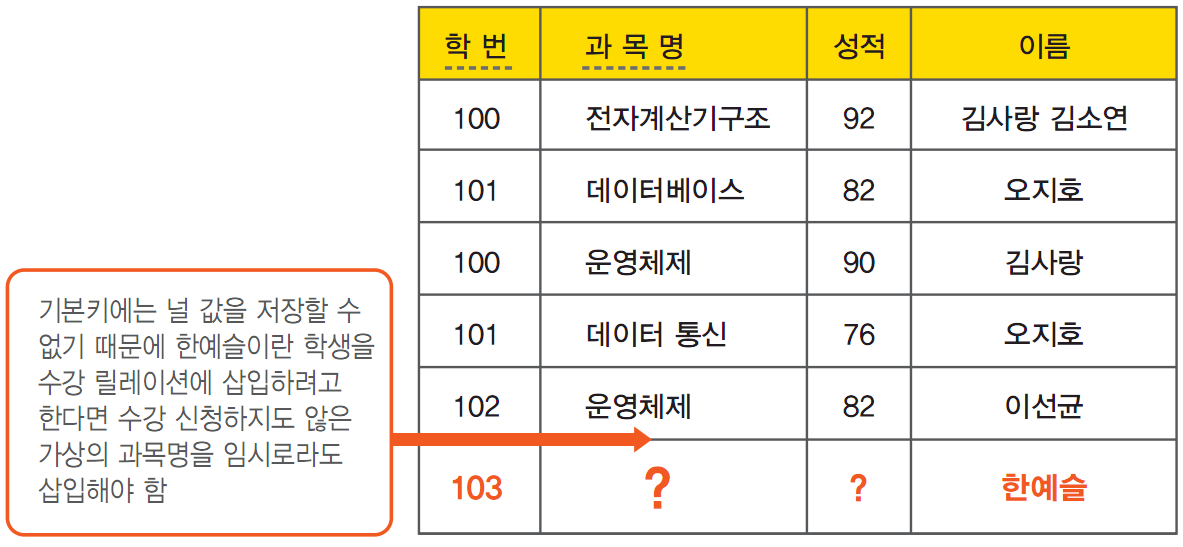 학 번 과 목 명 성적 이름
100 전자계산기구조 92 김사랑 김소연
101 데이터베이스 82 오지호
100 운영체제 90 김사랑
101 데이터 통신 76 오지호
102 운영체제 82 이선균
103 ? ? 한예슬
기본키에는 널 값을 저장할 수
없기 때문에 한예슬이란 학생을
수강 릴레이션에 삽입하려고
한다면 수강 신청하지도 않은
가상의 과목명을 임시로라도
삽입해야 함